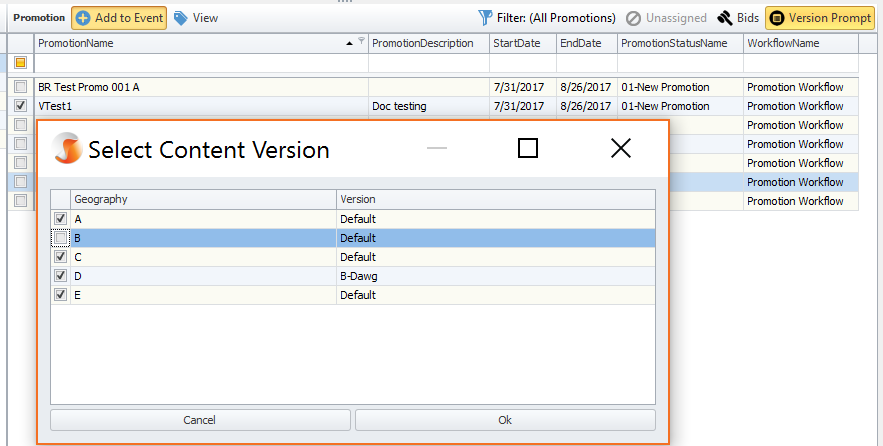 Promotion Add to Event View Filter: (All Promotions) Unassigned Bids Version Prompt
PromotionName PromotionDescription StartDate EndDate PromotionStatusName WorkflowName
BR Test Promo 001 A 7/31/2017 8/26/2017 01-New Promotion Promotion Workflow
VTest1 Doc testing 7/31/2017 8/26/2017 01-New Promotion Promotion Workflow
Promotion Workflow
Promotion Workflow
Promotion Workflow
Promotion Workflow
Promotion Workflow
Select Content Version
Geography Version
A Default
B Default
C Default
D B-Dawg
E Default
Cancel Ok